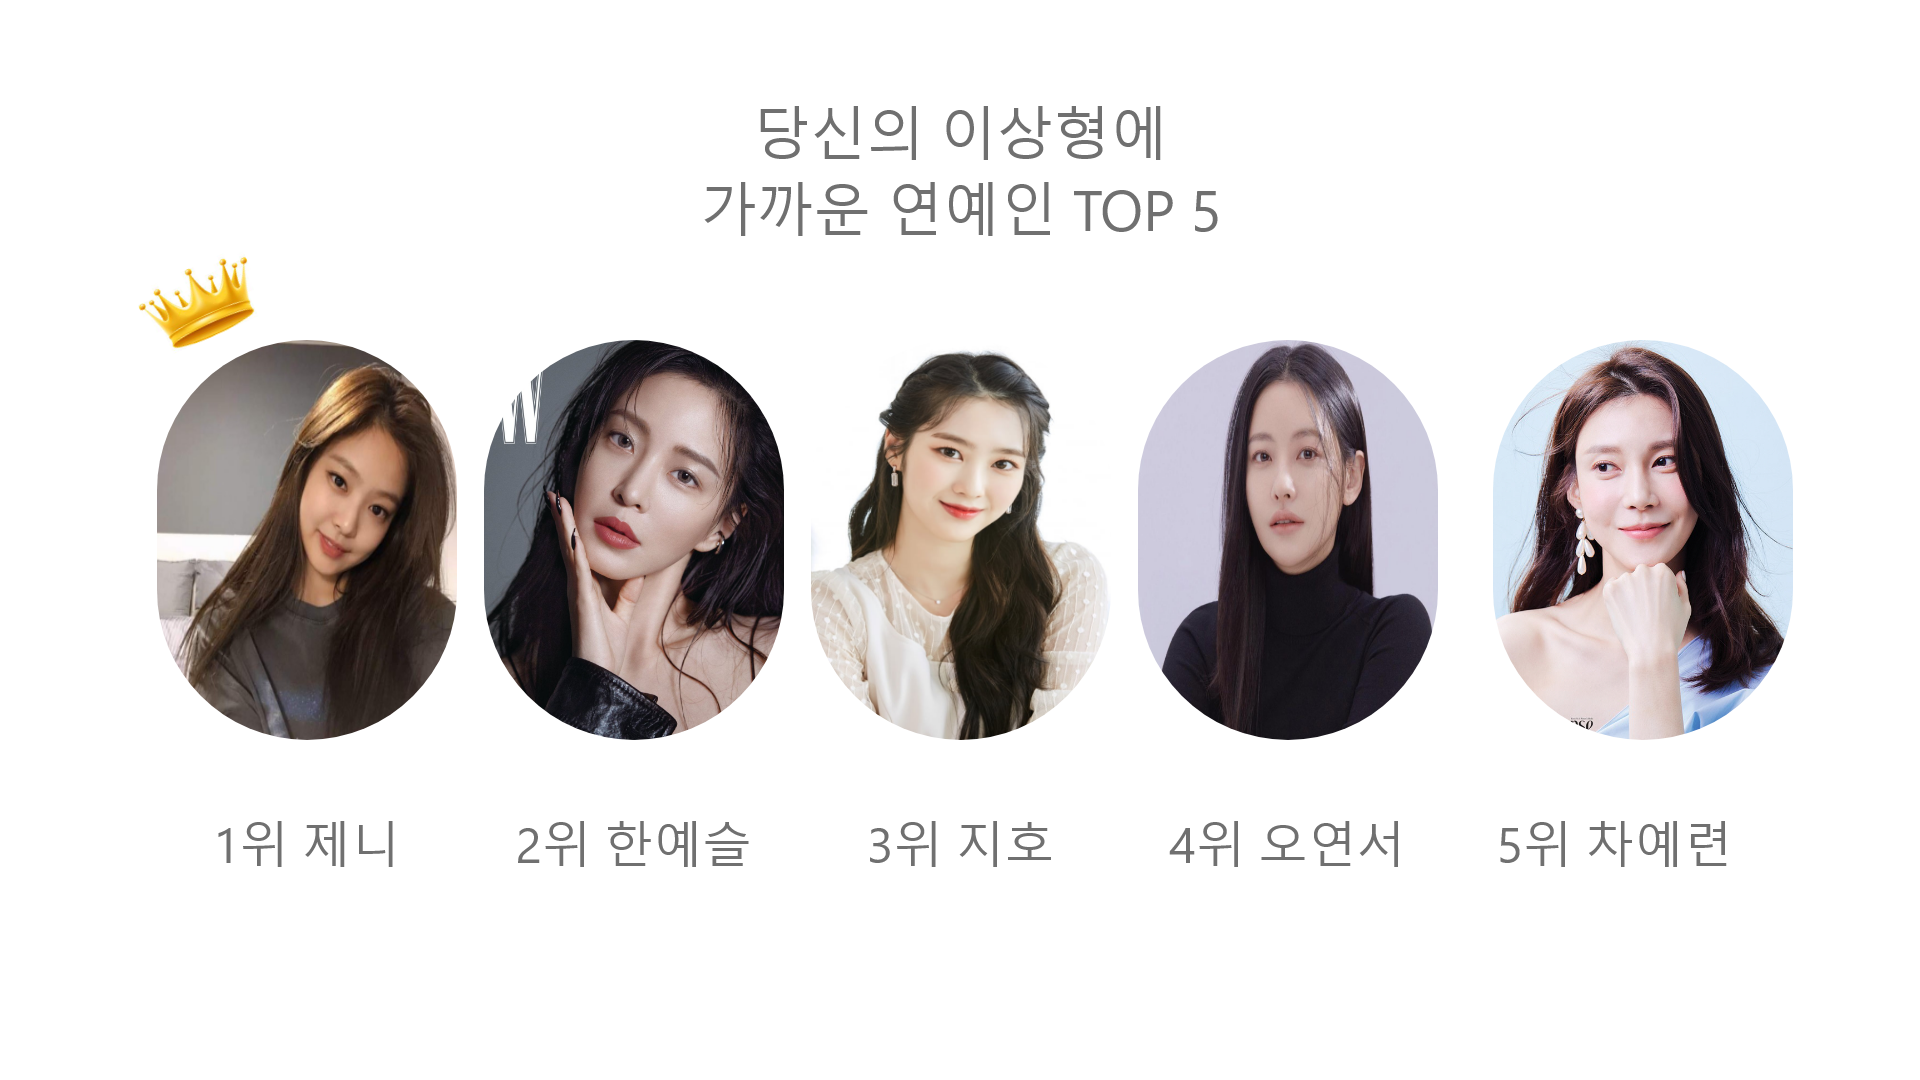 당신의 이상형에
가까운 연예인 TOP 5
W
1위 제니
2위 한예슬
3위 지호
4위 오연서
5위 차예련